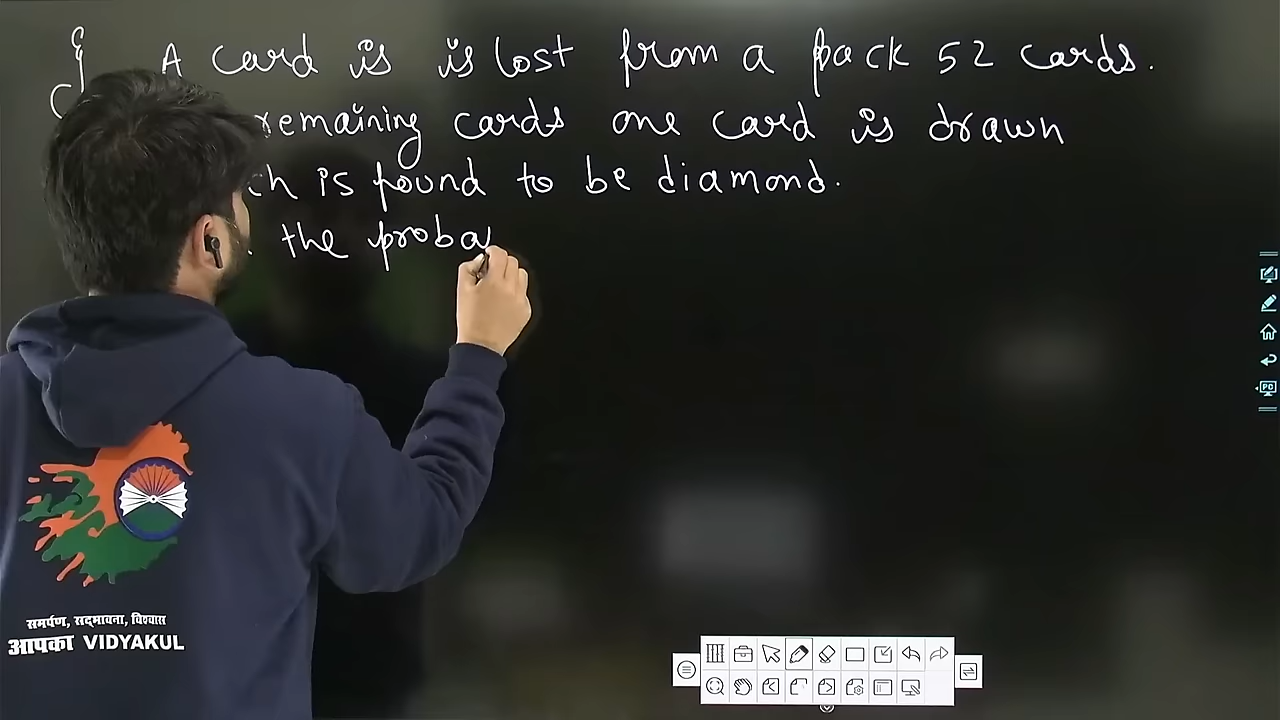 A card is is lost from a pack 52 cards.
remaining cards one card is drawn
ch is found to be diamond.
the proba
समर्पण, सद्भावना, विश्वास
आपका VIDYAKUL
PC